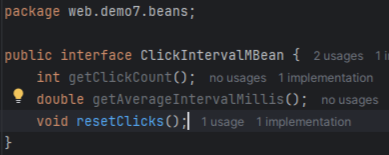 package web.demo7.beans;
public interface ClickIntervalMBean { 2 usages 1 i
int getClickCount(); no usages 1 implementation
double getAverageIntervalMillis(); no usages
void resetClicks(); 1 usage 1 implementation
}